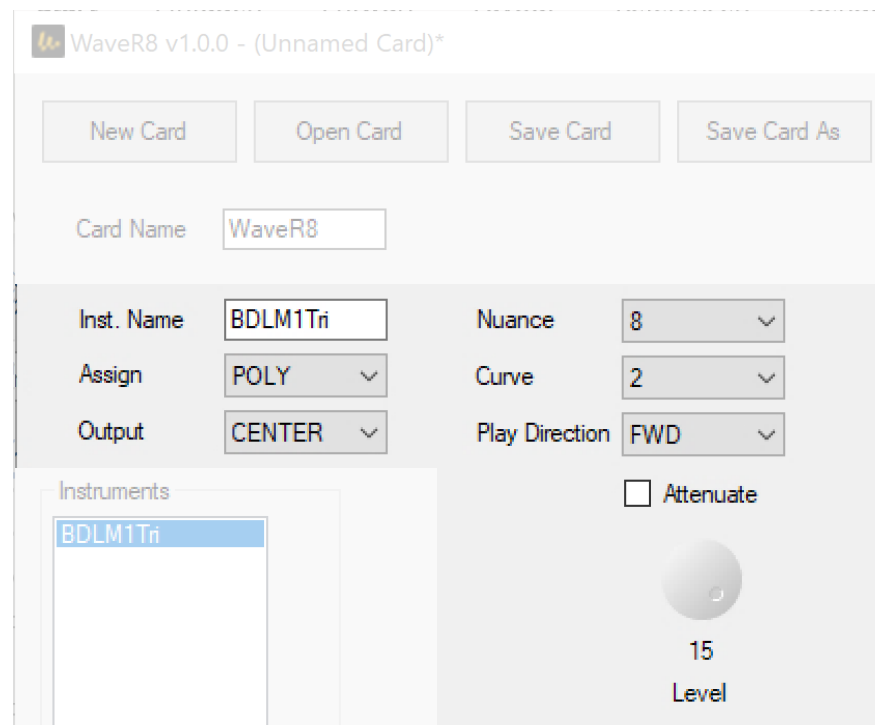 WaveR8 v1.0.0 - (Unnamed Card)*
New Card Open Card Save Card Save Card As
Card Name WaveR8
Inst. Name BDLM1Tri Nuance 8
Assign POLY Curve 2
Output CENTER Play Direction FWD
Instruments Attenuate
BDLM1Tri
15
Level